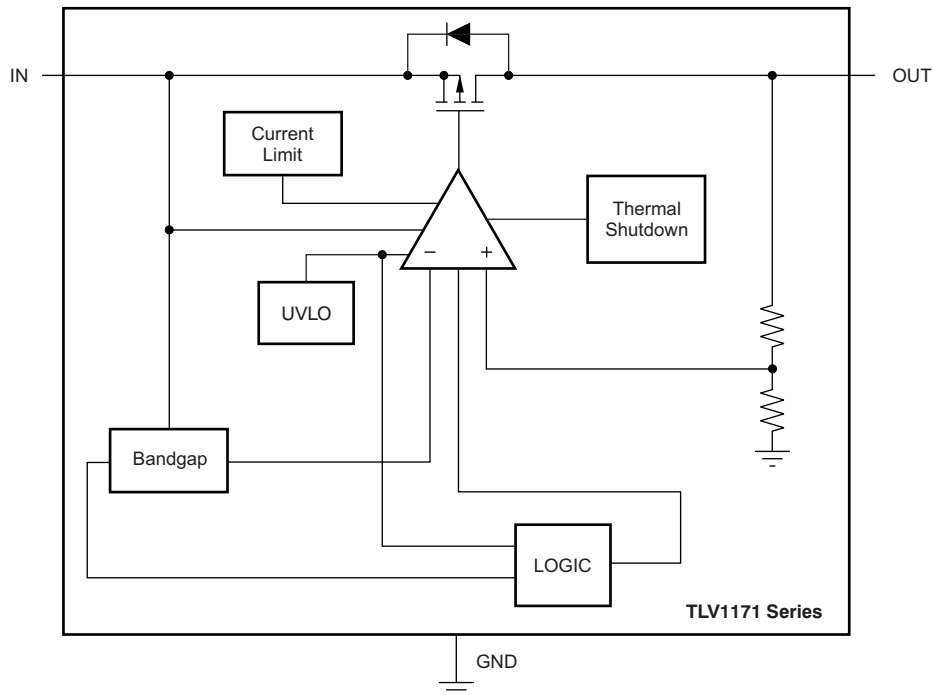 IN
OUT
Current
Limit
Thermal
Shutdown
− +
UVLO
Bandgap
LOGIC
TLV1171 Series
GND